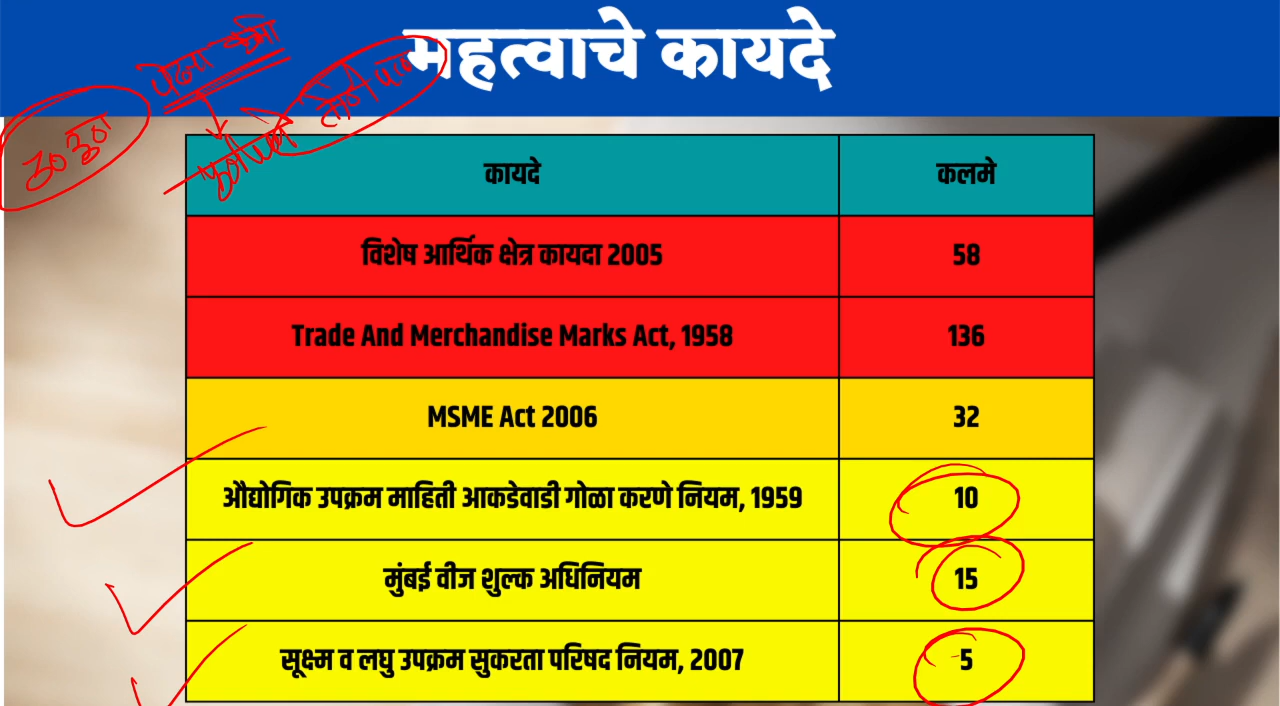 महत्वाचे कायदे
कायदे कलमे
विशेष आर्थिक क्षेत्र कायदा 2005 58
Trade And Merchandise Marks Act, 1958 136
MSME Act 2006 32
औद्योगिक उपक्रम माहिती आकडेवाडी गोळा करणे नियम, 1959 10
मुंबई वीज शुल्क अधिनियम 15
सूक्ष्म व लघु उपक्रम सुकरता परिषद नियम, 2007 5